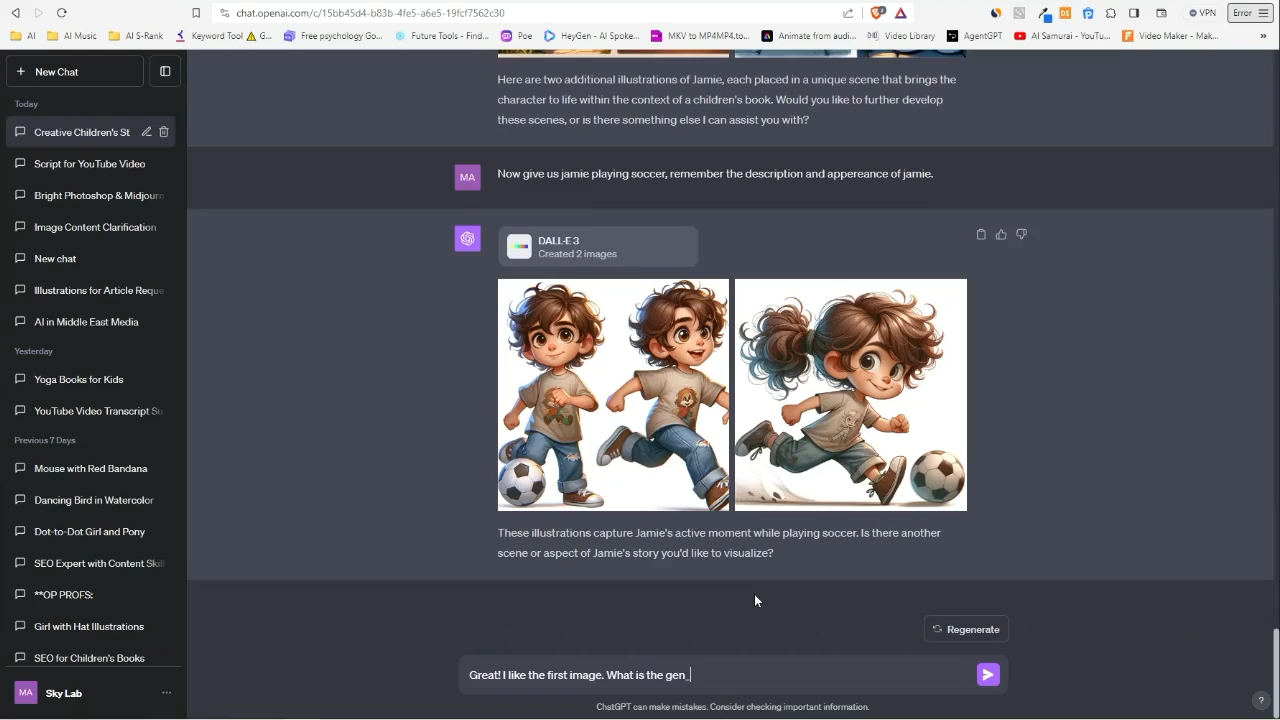 chat.openai.com/c/15bb45d4-b83b-4fe5-a6e5-19fcf7562c30
VPN
Error
AI
AI Music
AI S-Rank
Keyword Tool ⚠ G...
Free psychology Go...
Future Tools - Find...
Poe
HeyGen - AI Spoke...
MKV to MP4MP4.to...
Animate from audi...
Video Library
AgentGPT
AI Samurai - YouTu...
Video Maker - Mak...
»
+ New Chat
Today
Creative Children's St
Script for YouTube Video
Bright Photoshop & Midjourn
Image Content Clarification
New chat
Illustrations for Article Reque
AI in Middle East Media
Yesterday
Yoga Books for Kids
YouTube Video Transcript Su
Previous 7 Days
Mouse with Red Bandana
Dancing Bird in Watercolor
Dot-to-Dot Girl and Pony
SEO Expert with Content Skill
**OP PROFS:
Girl with Hat Illustrations
SEO for Children's Books
MA
Sky Lab
...
Here are two additional illustrations of Jamie, each placed in a unique scene that brings the
character to life within the context of a children's book. Would you like to further develop
these scenes, or is there something else I can assist you with?
MA
Now give us jamie playing soccer, remember the description and appereance of jamie.
DALL·E 3
Created 2 images
These illustrations capture Jamie's active moment while playing soccer. Is there another
scene or aspect of Jamie's story you'd like to visualize?
Regenerate
Great! I like the first image. What is the gen
ChatGPT can make mistakes. Consider checking important information.
?